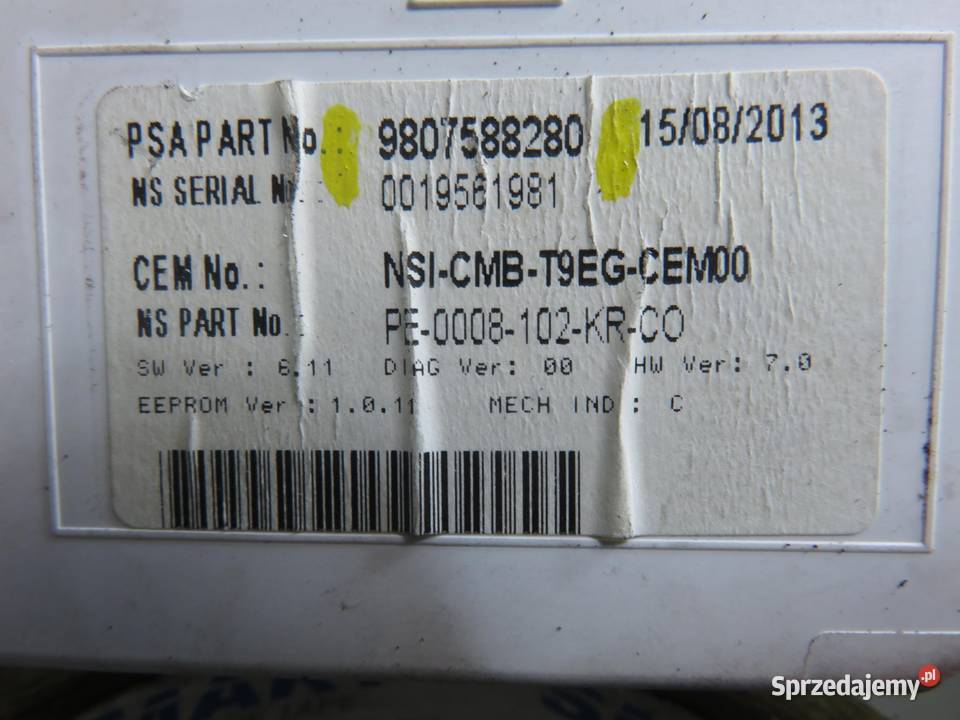 PSA PART No.: 9807588280 15/08/2013
NS SERIAL No.: 0019561981
CEM No.: NSI-CMB-T9EG-CEM00
NS PART No.: PE-0008-102-KR-CO
SW Ver : 6.11 DIAG Ver: 00 HW Ver: 7.0
EEPROM Ver : 1.0.11 MECH IND : C
Sprzedajemy.pl